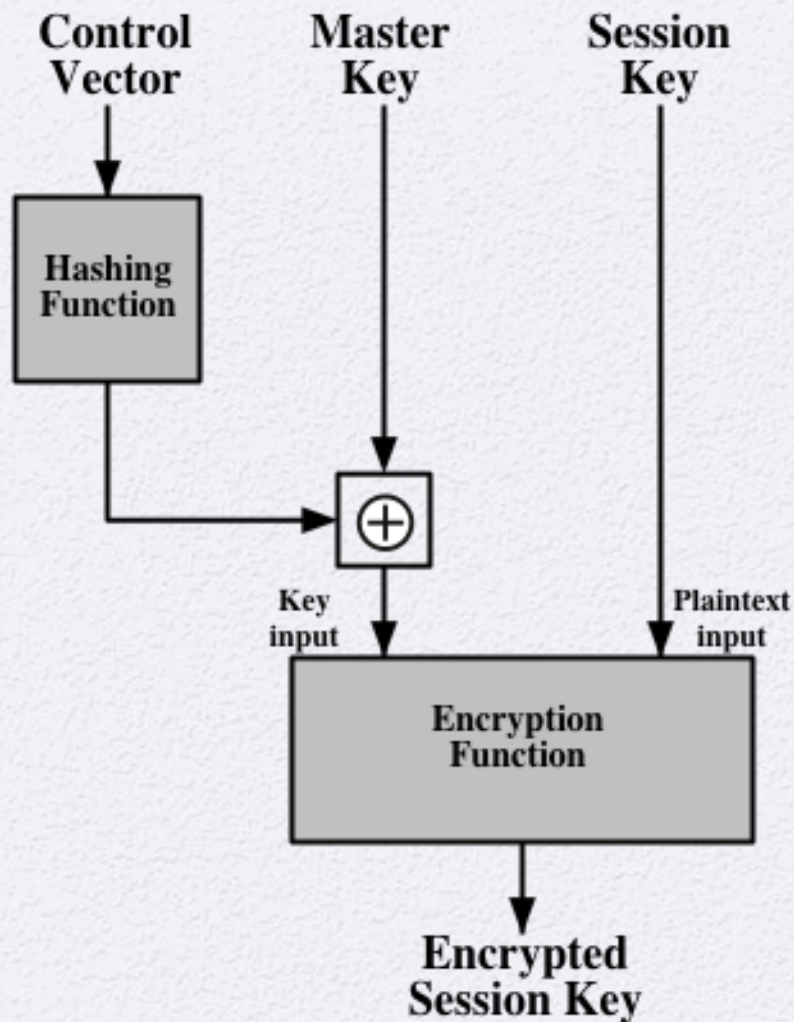 Control
Vector
Master
Key
Session
Key
Hashing
Function
Key
input
Plaintext
input
Encryption
Function
Encrypted
Session Key